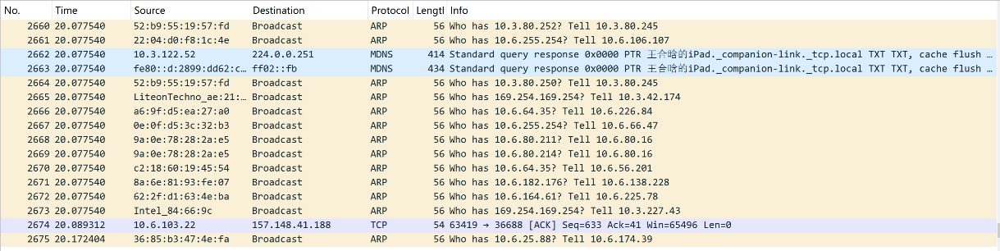 No. Time Source Destination Protocol Lengtl Info
2660 20.077540 52:b9:55:19:57:fd Broadcast ARP 56 Who has 10.3.80.252? Tell 10.3.80.245
2661 20.077540 22:04:d0:f8:1c:4e Broadcast ARP 56 Who has 10.6.255.254? Tell 10.6.106.107
2662 20.077540 10.3.122.52 224.0.0.251 MDNS 414 Standard query response 0x0000 PTR 王合晗的iPad._companion-link._tcp.local TXT TXT, cache flush …
2663 20.077540 fe80::d:2899:dd62:c… ff02::fb MDNS 434 Standard query response 0x0000 PTR 王合晗的iPad._companion-link._tcp.local TXT TXT, cache flush …
2664 20.077540 52:b9:55:19:57:fd Broadcast ARP 56 Who has 10.3.80.250? Tell 10.3.80.245
2665 20.077540 LiteonTechno_ae:21:… Broadcast ARP 56 Who has 169.254.169.254? Tell 10.3.42.174
2666 20.077540 a6:9f:d5:ea:27:a0 Broadcast ARP 56 Who has 10.6.64.35? Tell 10.6.226.84
2667 20.077540 0e:0f:d5:3c:32:b3 Broadcast ARP 56 Who has 10.6.255.254? Tell 10.6.66.47
2668 20.077540 9a:0e:78:28:2a:e5 Broadcast ARP 56 Who has 10.6.80.211? Tell 10.6.80.16
2669 20.077540 9a:0e:78:28:2a:e5 Broadcast ARP 56 Who has 10.6.80.214? Tell 10.6.80.16
2670 20.077540 c2:18:60:19:45:54 Broadcast ARP 56 Who has 10.6.64.35? Tell 10.6.56.201
2671 20.077540 8a:6e:81:93:fe:07 Broadcast ARP 56 Who has 10.6.182.176? Tell 10.6.138.228
2672 20.077540 62:2f:d1:63:4e:ba Broadcast ARP 56 Who has 10.6.164.61? Tell 10.6.225.78
2673 20.077540 Intel_84:66:9c Broadcast ARP 56 Who has 169.254.169.254? Tell 10.3.227.43
2674 20.089312 10.6.103.22 157.148.41.188 TCP 54 63419 → 36688 [ACK] Seq=633 Ack=41 Win=65496 Len=0
2675 20.172404 36:85:b3:47:4e:fa Broadcast ARP 56 Who has 10.6.25.88? Tell 10.6.174.39